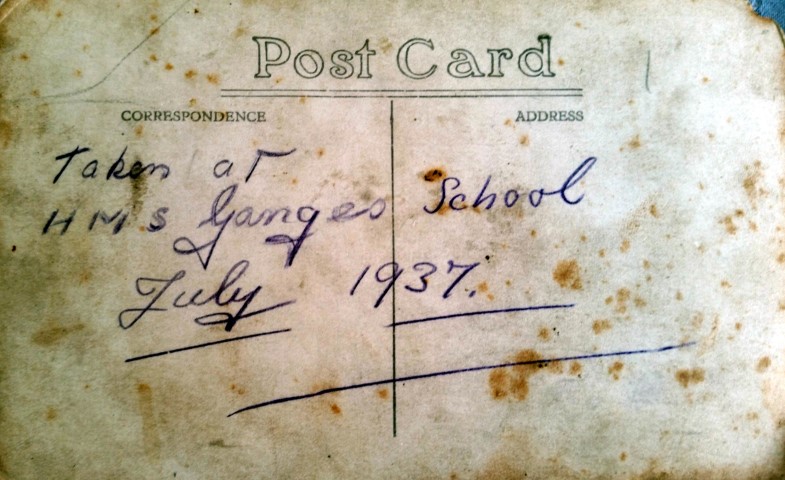 Post Card
CORRESPONDENCE ADDRESS
Taken at
HMS Ganges School
July 1937.